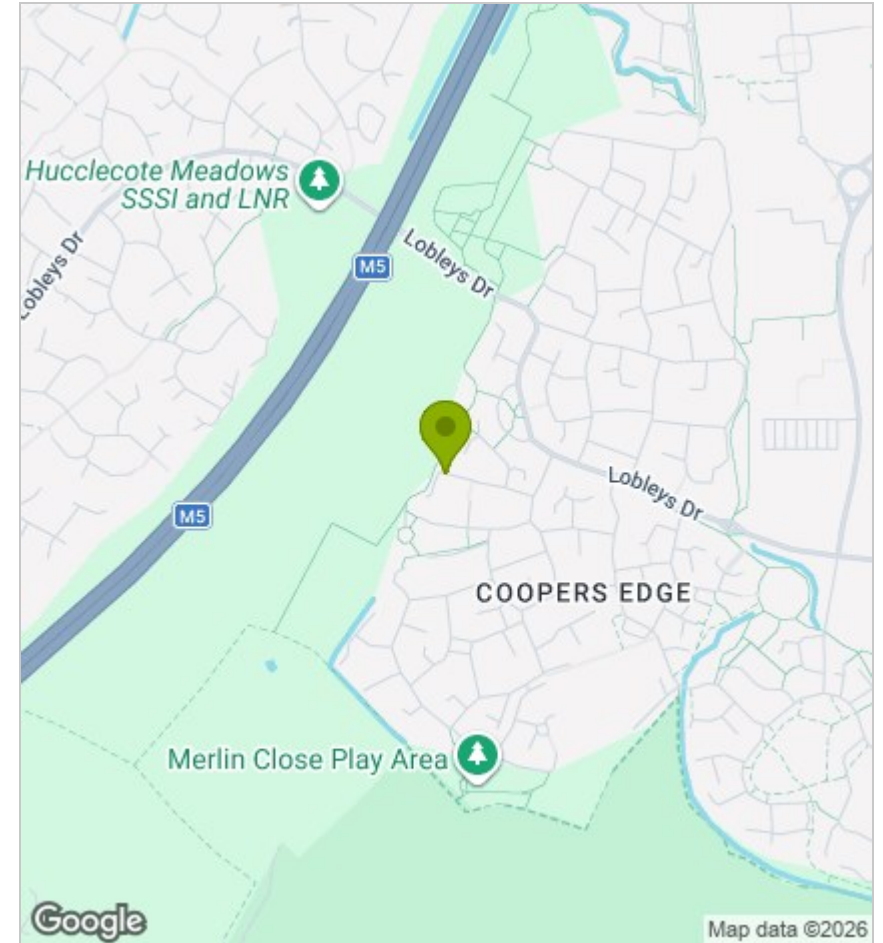 Hucclecote Meadows
SSSI and LNR
Lobleys Dr
M5
Lobleys Dr
Lobleys Dr
M5
COOPERS EDGE
Merlin Close Play Area
Google
Map data ©2026